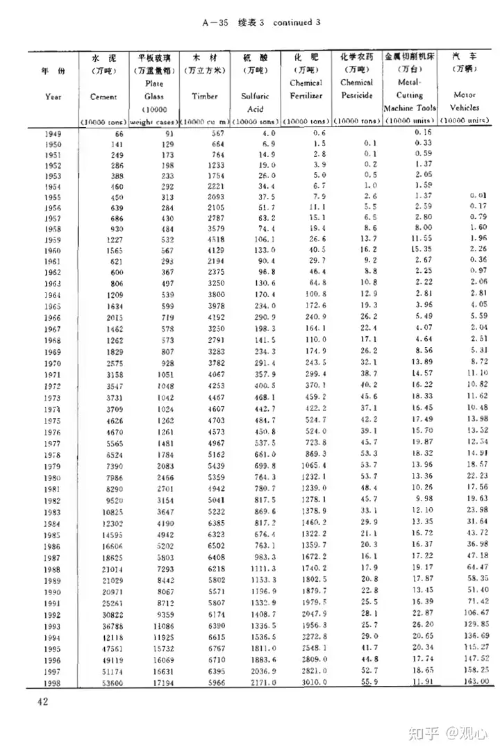 A-35 续表 3 continued 3
年份 水泥 平板玻璃 木材 硫酸 化肥 化学农药 金属切削机床 汽车
(万吨) (万重量箱) (万立方米) (万吨) (万吨) (万吨) (万台) (万辆)
Plate Chemical Chemical Metal-
Year Cement Glass Timber Sulfuric Fertilizer Pesticide Cutting Motor
(10000 Acid Machine Tools Vehicles
(10000 tons) weight cases) (10000 cu m) (10000 tons) (10000 tons) (10000 tons) (10000 units) (10000 units)
1949 66 91 567 4.0 0.6 0.16
1950 141 129 664 6.9 1.5 0.1 0.33
1951 249 173 764 14.9 2.8 0.1 0.59
1952 286 198 1233 19.0 3.9 0.2 1.37
1953 388 233 1754 26.0 5.0 0.5 2.05
1954 460 292 2221 34.4 6.7 1.0 1.59
1955 450 313 2093 37.5 7.9 2.6 1.37 0.01
1956 639 284 2105 51.7 11.1 5.5 2.59 0.17
1957 686 430 2787 63.2 15.1 6.5 2.80 0.79
1958 930 484 3579 74.4 19.4 8.6 8.00 1.60
1959 1227 532 4518 106.1 26.6 13.7 11.55 1.96
1960 1565 567 4129 133.0 40.5 16.2 15.35 2.26
1961 621 293 2194 90.4 29.7 9.2 2.67 0.36
1962 600 367 2375 96.8 46.4 8.8 2.25 0.97
1963 806 497 3250 130.6 64.8 10.8 2.22 2.06
1964 1209 539 3800 170.4 100.8 12.9 2.81 2.81
1965 1634 599 3978 234.0 172.6 19.3 3.96 4.05
1966 2015 719 4192 290.9 240.9 26.2 5.49 5.59
1967 1462 578 3250 198.3 164.1 22.4 4.07 2.04
1968 1262 573 2791 141.5 110.0 17.1 4.64 2.51
1969 1829 807 3283 234.3 174.9 26.2 8.56 5.31
1970 2575 928 3782 291.4 243.5 32.1 13.89 8.72
1971 3158 1051 4067 357.9 299.4 38.7 14.57 11.10
1972 3547 1048 4253 400.5 370.1 40.2 16.22 10.82
1973 3731 1042 4467 468.1 459.2 45.6 18.33 11.62
1974 3709 1024 4607 442.7 422.2 37.1 16.45 10.48
1975 4626 1262 4703 484.7 524.7 42.2 17.49 13.98
1976 4670 1261 4573 450.8 524.0 39.1 15.70 13.52
1977 5565 1481 4967 537.5 723.8 45.7 19.87 12.54
1978 6524 1784 5162 661.0 869.3 53.3 18.32 14.91
1979 7390 2083 5439 699.8 1065.4 53.7 13.96 18.57
1980 7986 2466 5359 764.3 1232.1 53.7 13.36 22.23
1981 8290 2701 4942 780.7 1239.0 48.4 10.26 17.56
1982 9520 3154 5041 817.5 1278.1 45.7 9.98 19.63
1983 10825 3647 5232 869.6 1378.9 33.1 12.10 23.98
1984 12302 4190 6385 817.2 1460.2 29.9 13.35 31.64
1985 14595 4942 6323 676.4 1322.2 21.1 16.72 43.72
1986 16606 5202 6502 763.1 1359.7 20.3 16.37 36.98
1987 18625 5803 6408 983.3 1672.2 16.1 17.22 47.18
1988 21014 7293 6218 1111.3 1740.2 17.9 19.17 64.47
1989 21029 8442 5802 1153.3 1802.5 20.8 17.87 58.35
1990 20971 8067 5571 1196.9 1879.7 22.8 13.45 51.40
1991 25261 8712 5807 1332.9 1979.5 25.5 16.39 71.42
1992 30822 9359 6174 1408.7 2047.9 28.1 22.87 106.67
1993 36788 11086 6390 1336.5 1956.3 25.7 26.20 129.85
1994 42118 11925 6615 1536.5 2272.8 29.0 20.65 136.69
1995 47561 15732 6767 1811.0 2548.1 41.7 20.34 145.27
1996 49119 16069 6710 1883.6 2809.0 44.8 17.74 147.52
1997 51174 16631 6395 2036.9 2821.0 52.7 18.65 158.25
1998 53600 17194 5966 2171.0 3010.0 55.9 11.91 163.00
42
知乎 @观心